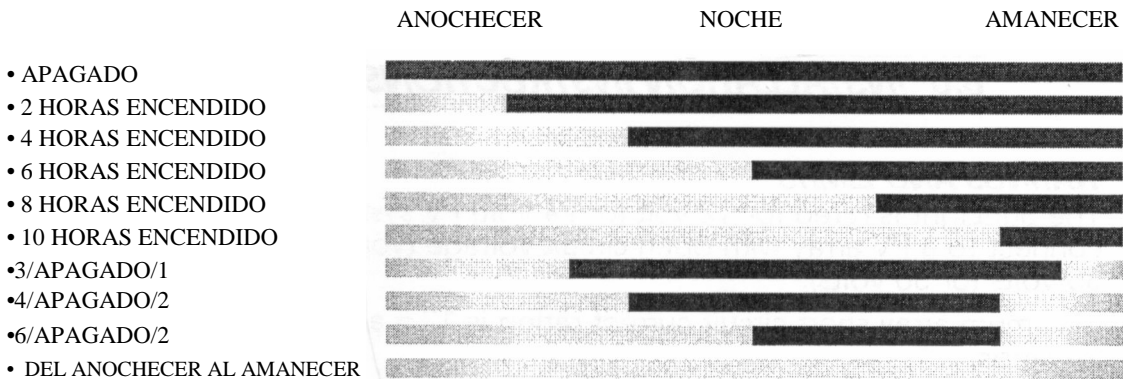 ANOCHECER NOCHE AMANECER
• APAGADO
• 2 HORAS ENCENDIDO
• 4 HORAS ENCENDIDO
• 6 HORAS ENCENDIDO
• 8 HORAS ENCENDIDO
• 10 HORAS ENCENDIDO
•3/APAGADO/1
•4/APAGADO/2
•6/APAGADO/2
• DEL ANOCHECER AL AMANECER